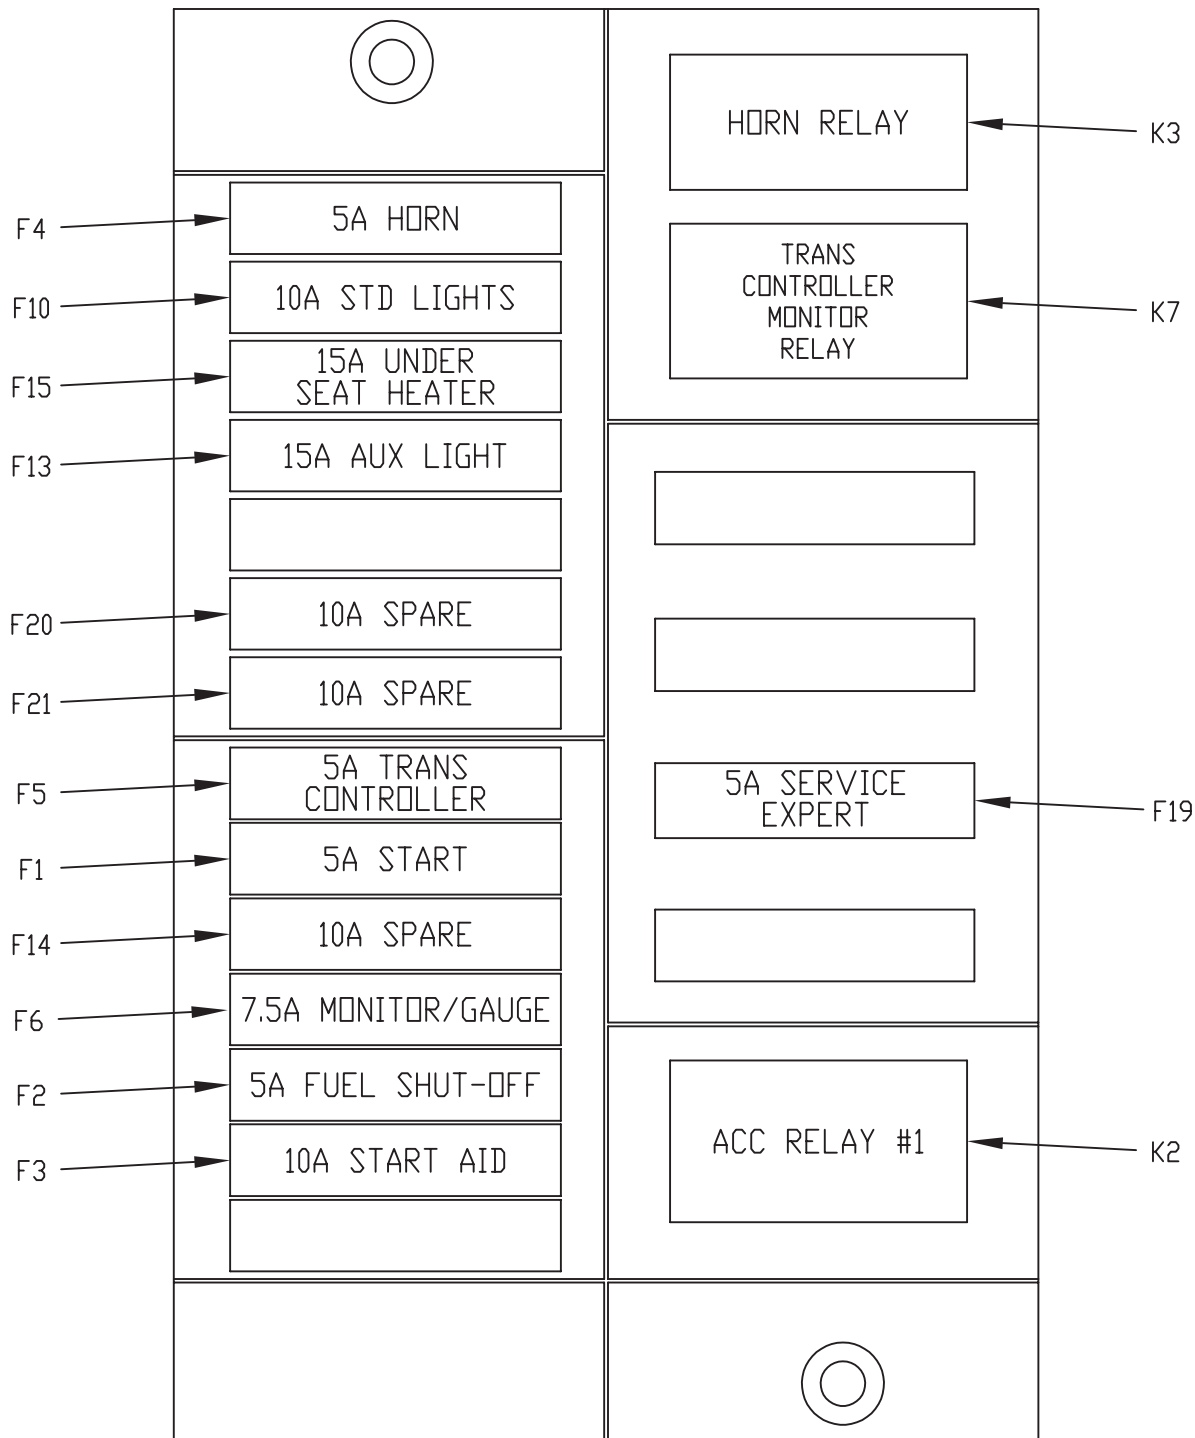 F4
5A HORN
F10
10A STD LIGHTS
F15
15A UNDER
SEAT HEATER
F13
15A AUX LIGHT
F20
10A SPARE
F21
10A SPARE
F5
5A TRANS
CONTROLLER
F1
5A START
F14
10A SPARE
F6
7.5A MONITOR/GAUGE
F2
5A FUEL SHUT-OFF
F3
10A START AID
HORN RELAY
K3
TRANS
CONTROLLER
MONITOR
RELAY
K7
5A SERVICE
EXPERT
F19
ACC RELAY #1
K2